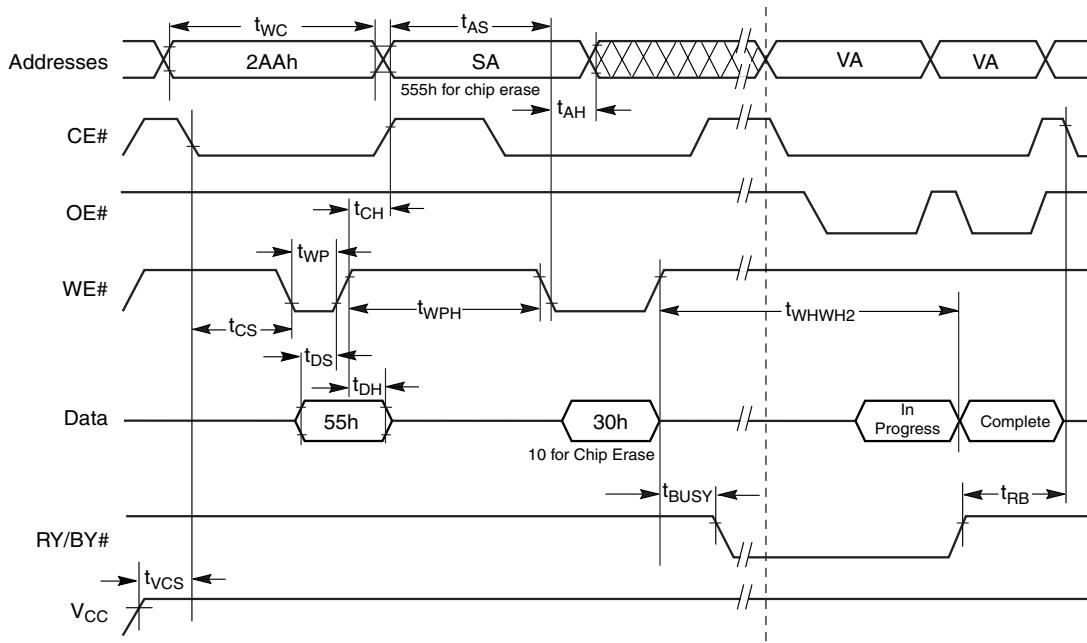 tWC
tAS
Addresses
2AAh
SA
VA
VA
555h for chip erase
tAH
CE#
OE#
tCH
tWP
WE#
tWPH
tWHWH2
tCS
tDS
tDH
Data
55h
30h
In
Progress
Complete
10 for Chip Erase
tBUSY
tRB
RY/BY#
tVCS
VCC